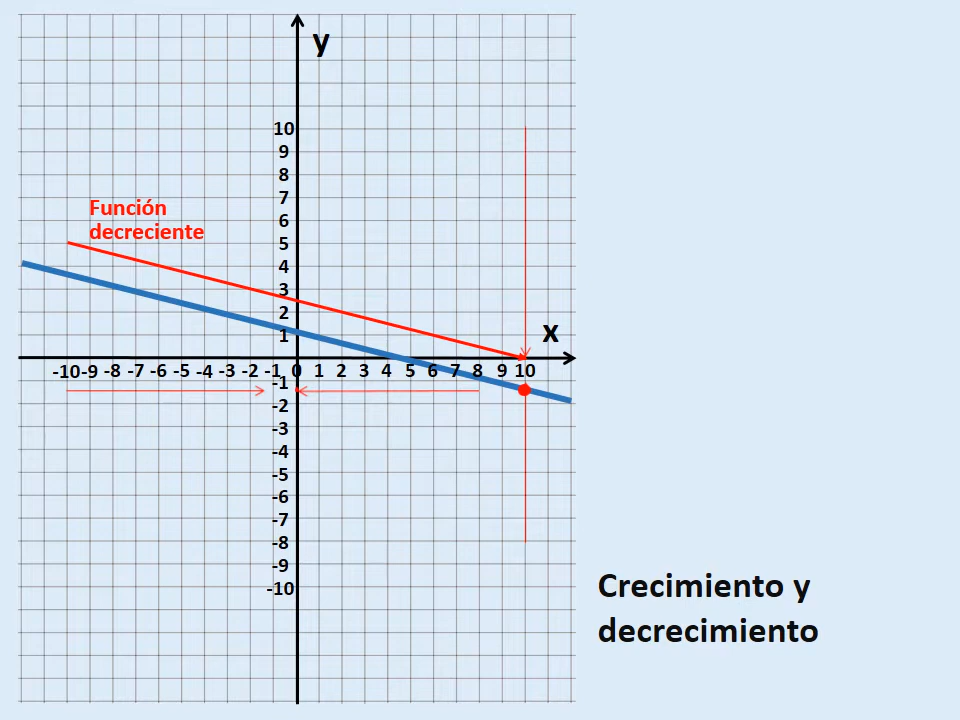 y
10
9
8
7
6
5
4
3
2
1
Función
decreciente
x
-10 -9 -8 -7 -6 -5 -4 -3 -2 -1 0 1 2 3 4 5 6 7 8 9 10
-1
-2
-3
-4
-5
-6
-7
-8
-9
-10
Crecimiento y
decrecimiento